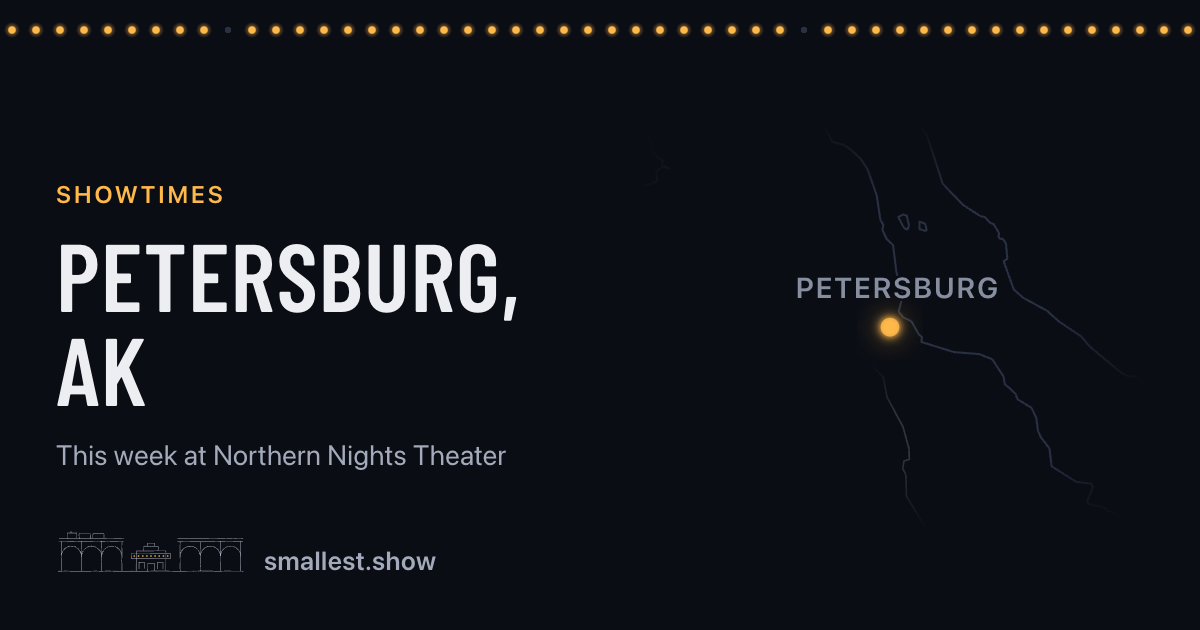 SHOWTIMES
PETERSBURG,
AK
This week at Northern Nights Theater
smallest.show
PETERSBURG